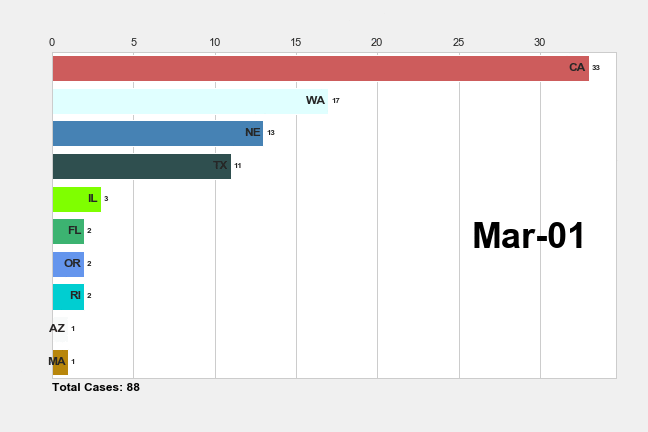 0 5 10 15 20 25 30
CA 33
WA 17
NE 13
TX 11
IL 3
FL 2
Mar-01
OR 2
RI 2
AZ 1
MA 1
Total Cases: 88